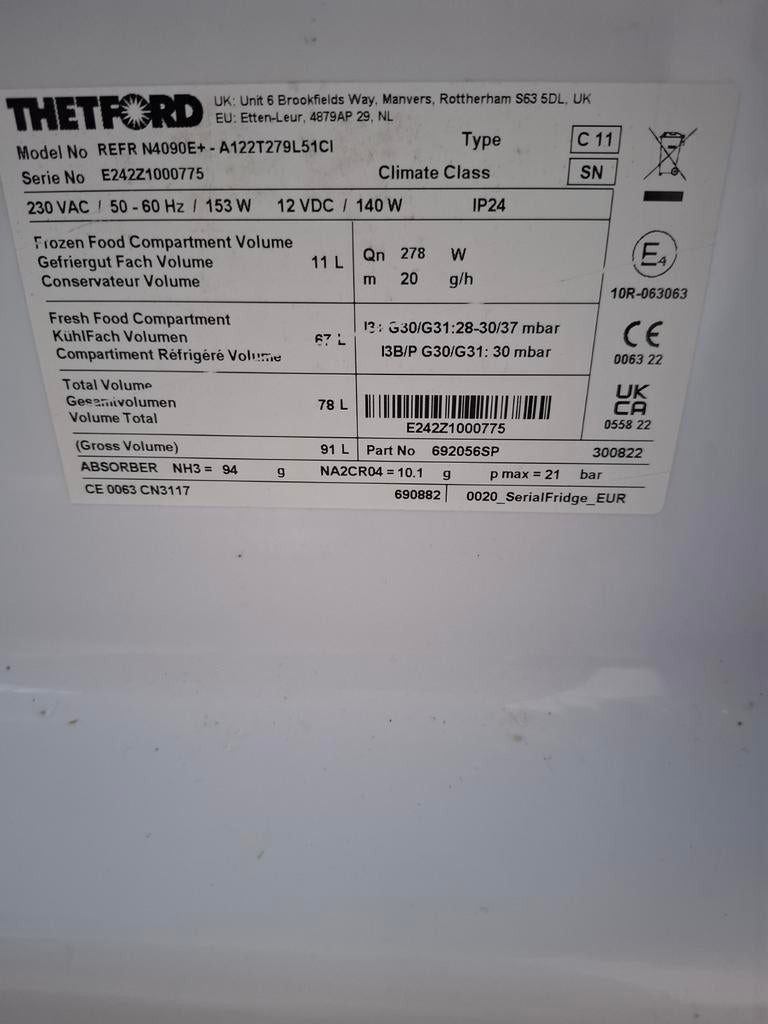 THETFORD
UK: Unit 6 Brookfields Way, Manvers, Rottherham S63 5DL, UK
EU: Etten-Leur, 4879AP 29, NL
Model No REFR N4090E+ - A122T279L51CI
Type C 11
Serie No E242Z1000775
Climate Class SN
230 VAC / 50 - 60 Hz / 153 W 12 VDC / 140 W IP24
Frozen Food Compartment Volume
Gefriergut Fach Volume 11 L
Conservateur Volume
Qn 278 W
m 20 g/h
E4
10R-063063
Fresh Food Compartment
KühlFach Volumen 67 L
Compartiment Réfrigéré Volume
G30/G31:28-30/37 mbar
I3B/P G30/G31: 30 mbar
CE
0063 22
Total Volume
Gesamtvolumen 78 L
Volume Total
E242Z1000775
UK
CA
0558 22
(Gross Volume) 91 L Part No 692056SP 300822
ABSORBER NH3 = 94 g NA2CR04 = 10.1 g p max = 21 bar
CE 0063 CN3117 690882 0020_SerialFridge_EUR